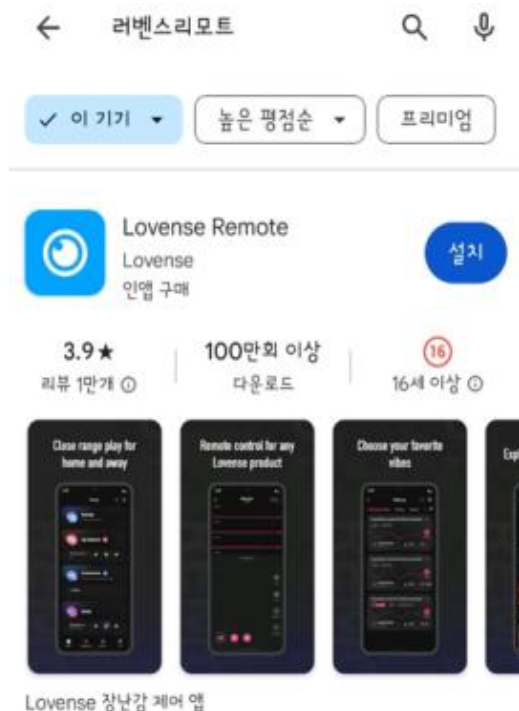 러벤스리모트
이 기기
높은 평점순
프리미엄
Lovense Remote
Lovense
인앱 구매
설치
3.9★
리뷰 1만개
100만회 이상
다운로드
16
16세 이상
Close range play for
home and away
Remote control for any
Lovense product
Choose your favorite
vibes
Lovense 장난감 제어 앱